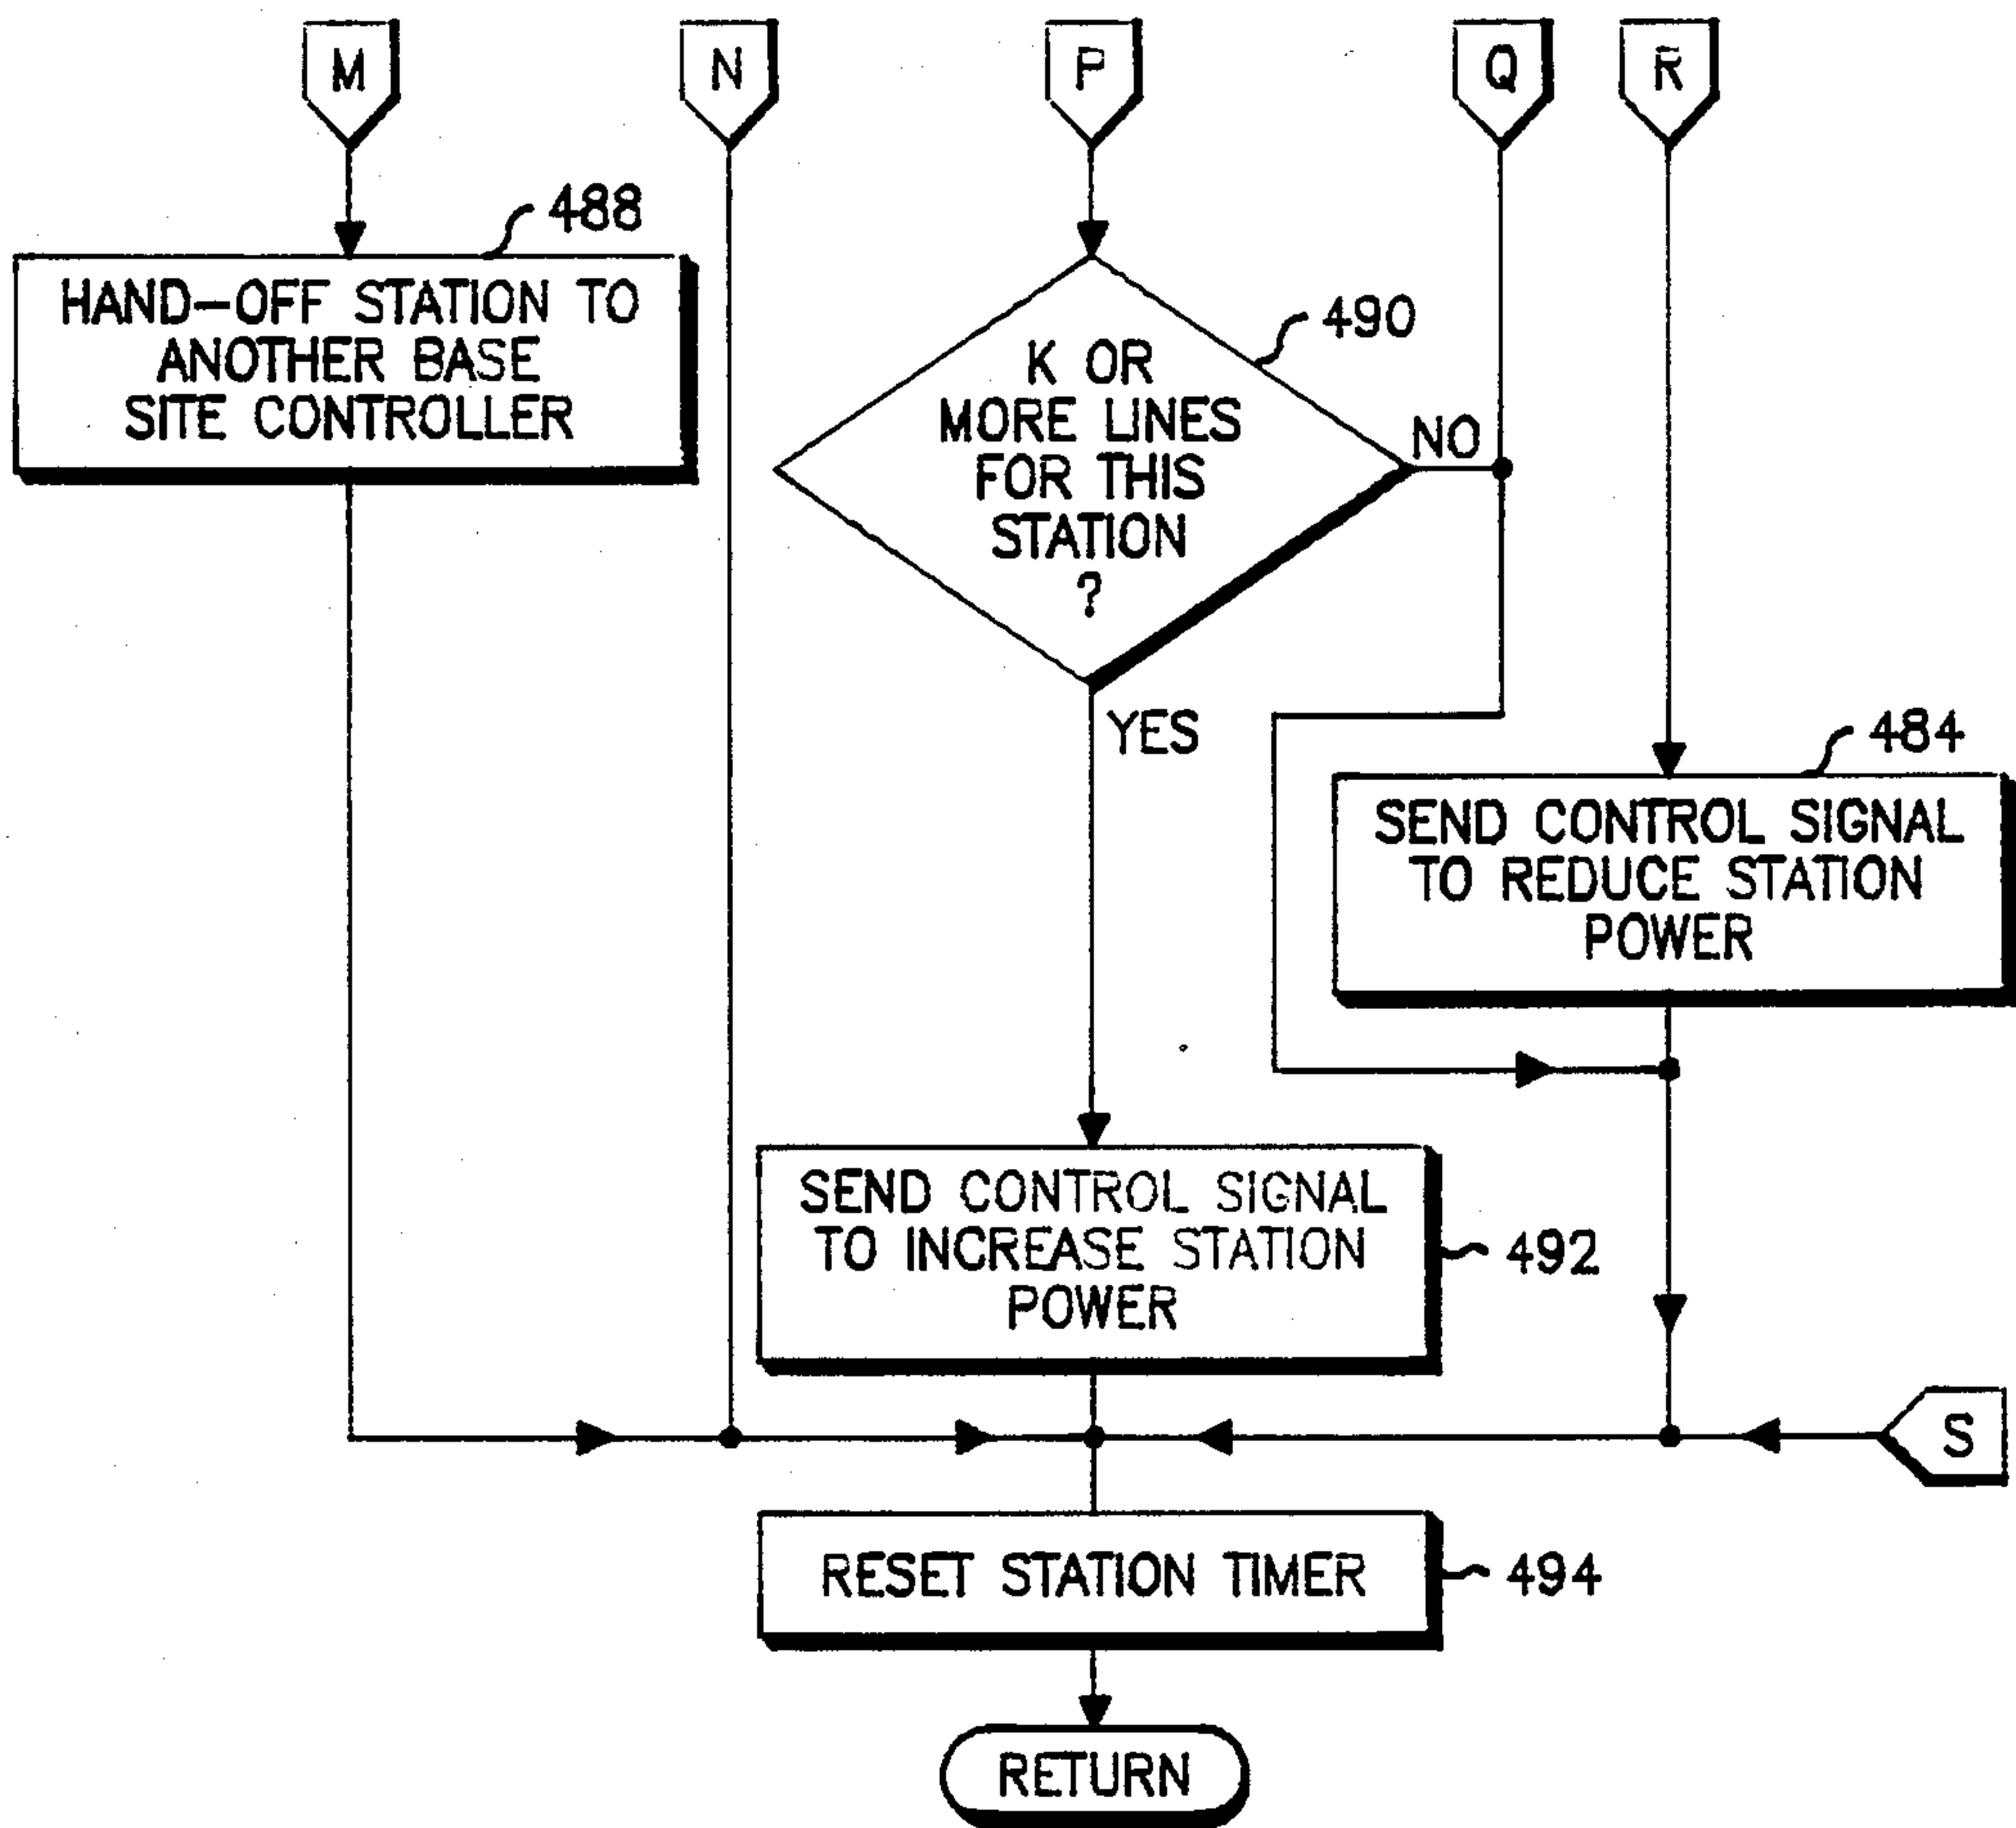 M
N
P
Q
R
488
HAND-OFF STATION TO
ANOTHER BASE
SITE CONTROLLER
490
K OR
MORE LINES
FOR THIS
STATION
?
NO
YES
484
SEND CONTROL SIGNAL
TO REDUCE STATION
POWER
SEND CONTROL SIGNAL
TO INCREASE STATION
POWER
492
S
RESET STATION TIMER
494
RETURN